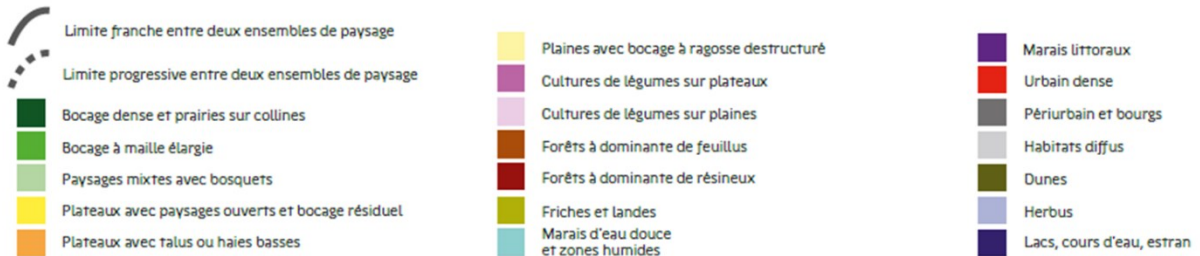 Limite franche entre deux ensembles de paysage
Limite progressive entre deux ensembles de paysage
Bocage dense et prairies sur collines
Bocage à maille élargie
Paysages mixtes avec bosquets
Plateaux avec paysages ouverts et bocage résiduel
Plateaux avec talus ou haies basses
Plaines avec bocage à ragosse destructuré
Cultures de légumes sur plateaux
Cultures de légumes sur plaines
Forêts à dominante de feuillus
Forêts à dominante de résineux
Friches et landes
Marais d'eau douce
et zones humides
Marais littoraux
Urbain dense
Périurbain et bourgs
Habitats diffus
Dunes
Herbus
Lacs, cours d'eau, estran